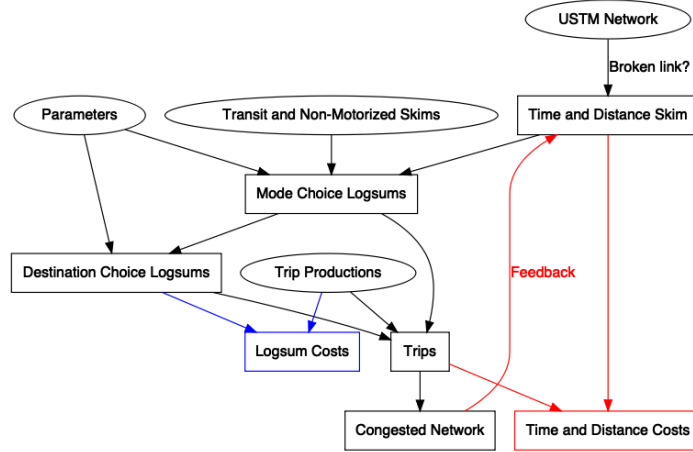 USTM Network
Broken link?
Parameters
Transit and Non-Motorized Skims
Time and Distance Skim
Mode Choice Logsums
Destination Choice Logsums
Trip Productions
Feedback
Logsum Costs
Trips
Congested Network
Time and Distance Costs